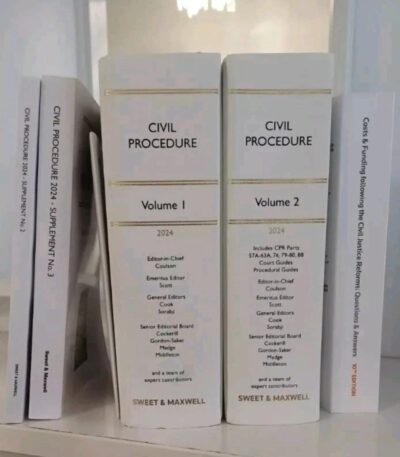 CIVIL PROCEDURE 2024 - SUPPLEMENT No. 2
SWEET & MAXWELL
CIVIL PROCEDURE 2024 - SUPPLEMENT No. 3
Sweet & Maxwell
CIVIL
PROCEDURE
Volume 1
2024
Editor-in-Chief
Coulson
Emeritus Editor
Scott
General Editors
Cook
Sorabji
Senior Editorial Board
Cockerill
Gordon-Saker
Madge
Middleton
and a team of
expert contributors
SWEET & MAXWELL
CIVIL
PROCEDURE
Volume 2
2024
Includes CPR Parts
57A-63A, 74, 79-80, 88
Court Guides
Procedural Guides
Editor-in-Chief
Coulson
Emeritus Editor
Scott
General Editors
Cook
Sorabji
Senior Editorial Board
Cockerill
Gordon-Saker
Madge
Middleton
and a team of
expert contributors
SWEET & MAXWELL
Costs & Funding following the Civil Justice Reforms: Questions & Answers
10TH EDITION